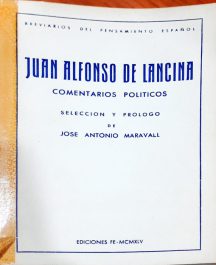 BREVIARIOS DEL PENSAMIENTO ESPAÑOL
JUAN ALFONSO DE LANCINA
COMENTARIOS POLITICOS
SELECCION Y PROLOGO
DE
JOSE ANTONIO MARAVALL
EDICIONES FE-MCMXLV